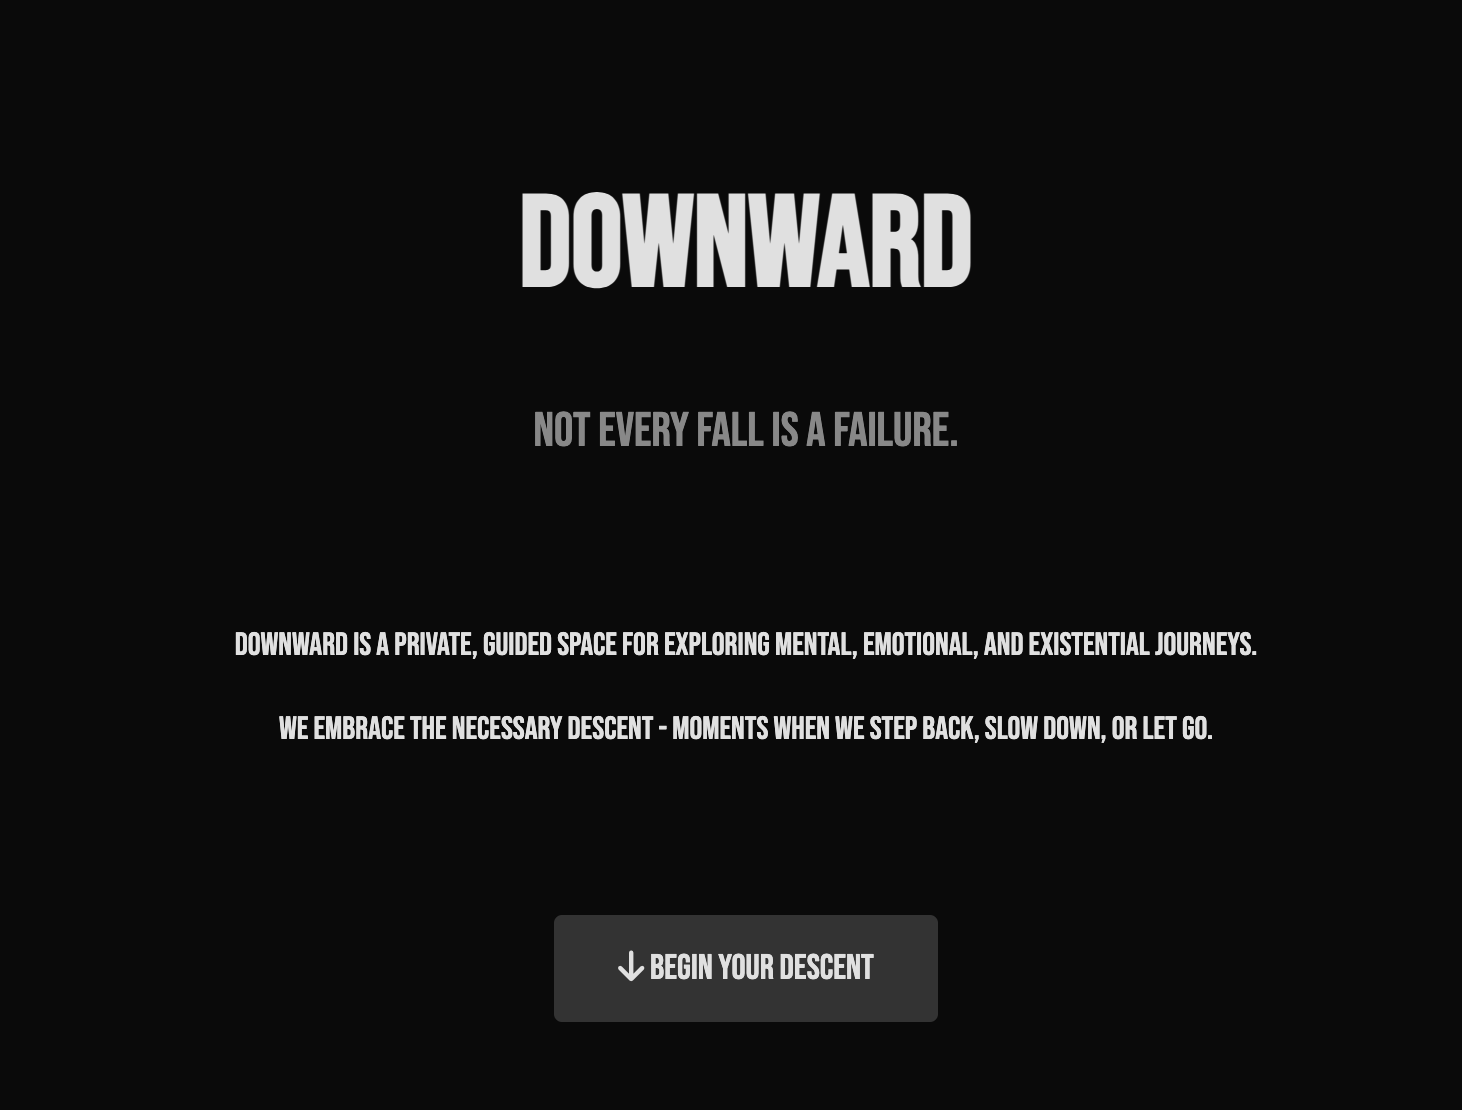 DOWNWARD
NOT EVERY FALL IS A FAILURE.
DOWNWARD IS A PRIVATE, GUIDED SPACE FOR EXPLORING MENTAL, EMOTIONAL, AND EXISTENTIAL JOURNEYS.
WE EMBRACE THE NECESSARY DESCENT - MOMENTS WHEN WE STEP BACK, SLOW DOWN, OR LET GO.
↓ BEGIN YOUR DESCENT